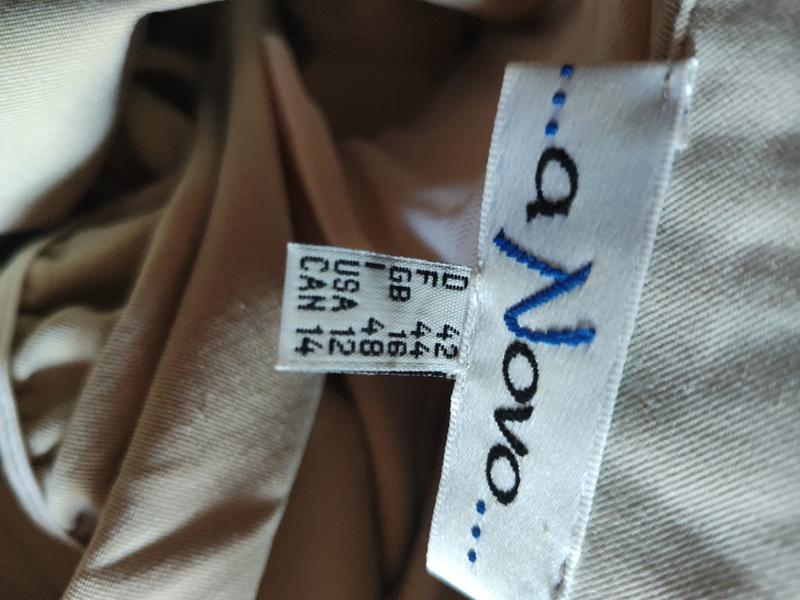 ...a Novo...
D 42
F 44
GB 16
I 48
USA 12
CAN 14